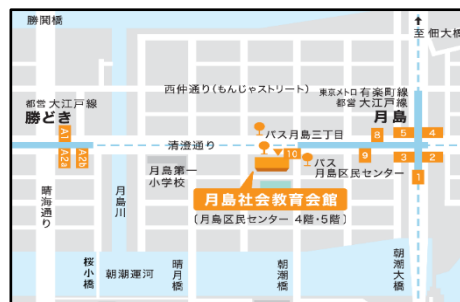 勝鬨橋
至 佃大橋
西仲通り(もんじゃストリート)
東京メトロ 有楽町線
都営 大江戸線
月島
都営 大江戸線
勝どき
バス月島三丁目
8
5
4
A1
清澄通り
A2a
A2b
10
9
3
2
バス
月島区民センター
1
月島第一
小学校
月島社会教育会館
(月島区民センター 4階・5階)
晴海通り
月島川
桜小橋
朝潮運河
晴月橋
朝潮橋
朝潮大橋